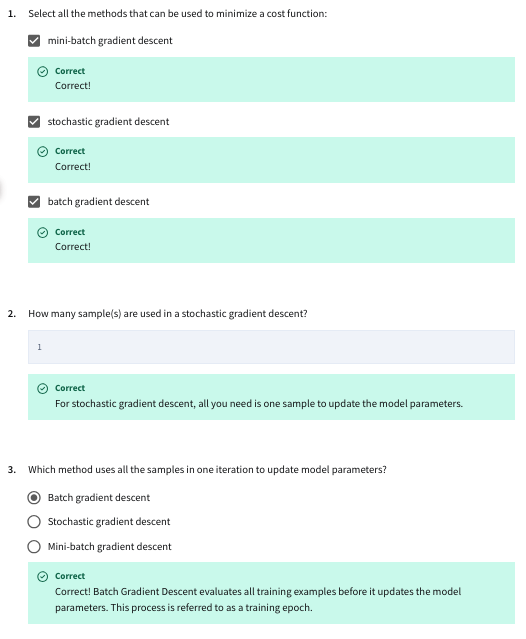 1. Select all the methods that can be used to minimize a cost function:
mini-batch gradient descent
Correct
Correct!
stochastic gradient descent
Correct
Correct!
batch gradient descent
Correct
Correct!
2. How many sample(s) are used in a stochastic gradient descent?
1
Correct
For stochastic gradient descent, all you need is one sample to update the model parameters.
3. Which method uses all the samples in one iteration to update model parameters?
Batch gradient descent
Stochastic gradient descent
Mini-batch gradient descent
Correct
Correct! Batch Gradient Descent evaluates all training examples before it updates the model
parameters. This process is referred to as a training epoch.